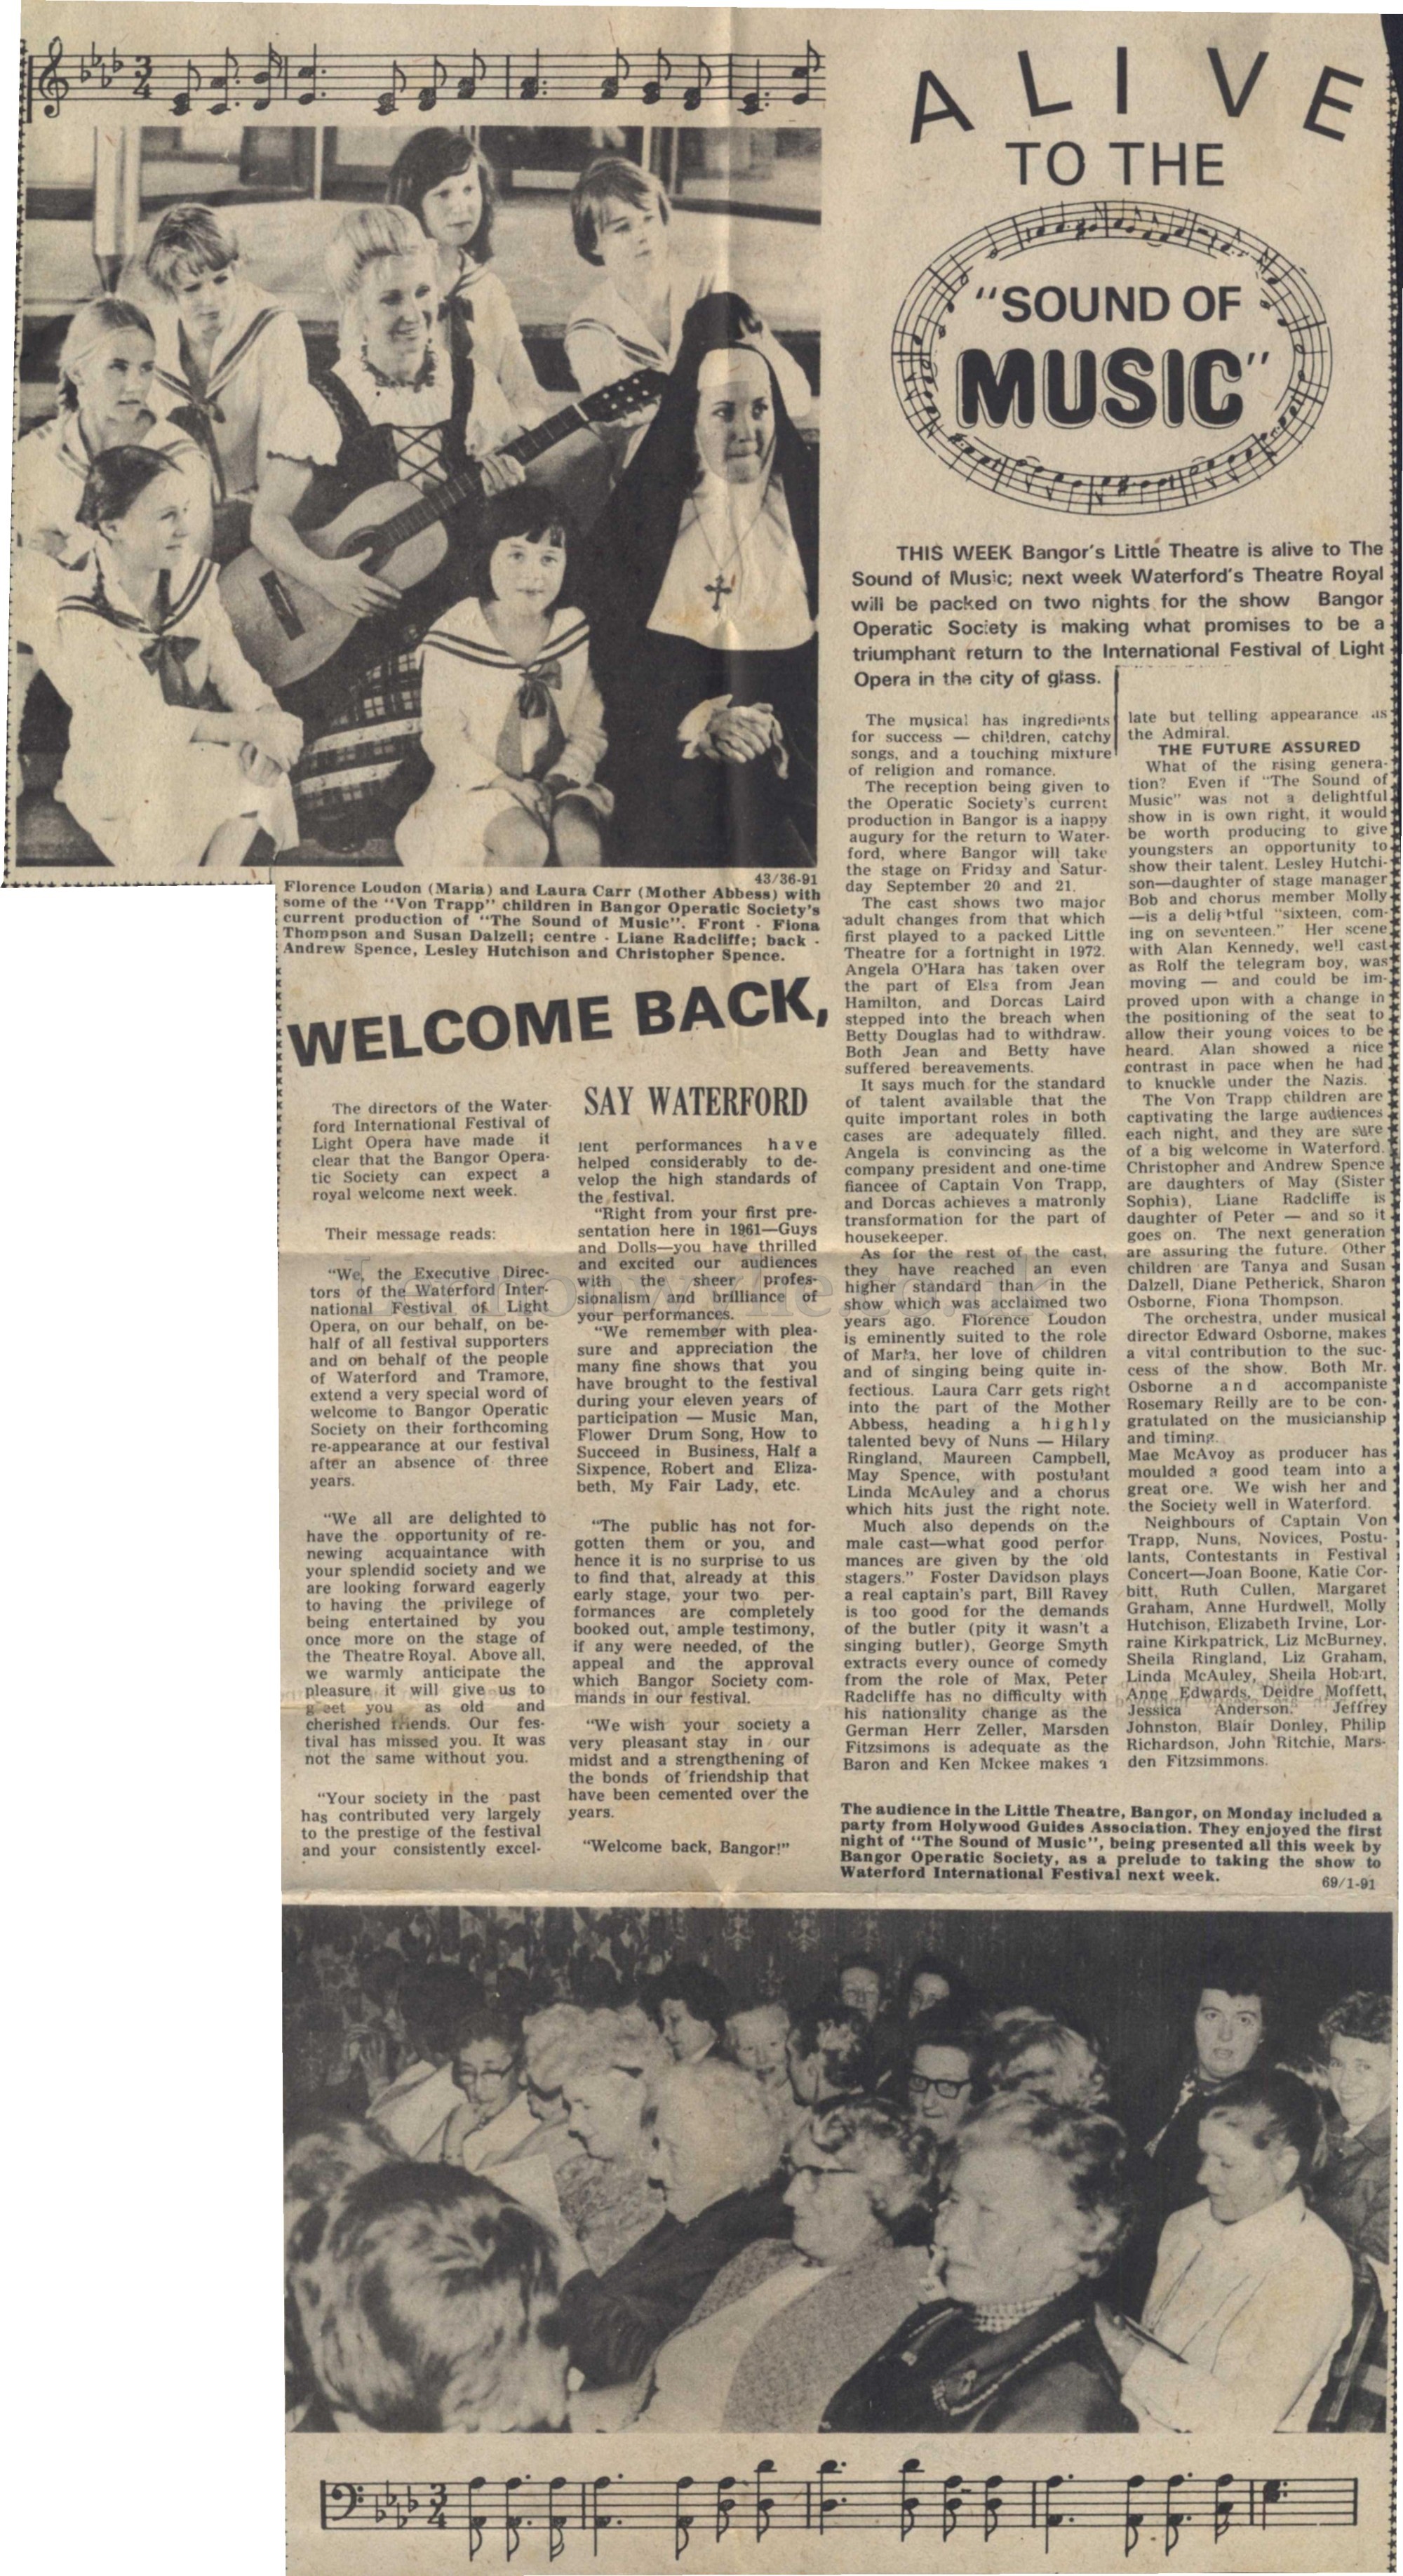 ALIVE
TO THE
"SOUND OF
MUSIC"
THIS WEEK Bangor's Little Theatre is alive to The
Sound of Music; next week Waterford's Theatre Royal
will be packed on two nights for the show Bangor
Operatic Society is making what promises to be a
triumphant return to the International Festival of Light
Opera in the city of glass.
The musical has ingredients
for success — children, catchy
songs, and a touching mixture
of religion and romance.
The reception being given to
the Operatic Society's current
production in Bangor is a happy
augury for the return to Water-
ford, where Bangor will take
the stage on Friday and Satur-
day September 20 and 21.
The cast shows two major
adult changes from that which
first played to a packed Little
Theatre for a fortnight in 1972.
Angela O'Hara has taken over
the part of Elsa from Jean
Hamilton, and Dorcas Laird
stepped into the breach when
Betty Douglas had to withdraw.
Both Jean and Betty have
suffered bereavements.
It says much for the standard
of talent available that the
quite important roles in both
cases are adequately filled.
Angela is convincing as the
company president and one-time
fiancee of Captain Von Trapp,
and Dorcas achieves a matronly
transformation for the part of
housekeeper.
As for the rest of the cast,
they have reached an even
higher standard than in the
show which was acclaimed two
years ago. Florence Loudon
is eminently suited to the role
of Maria, her love of children
and of singing being quite in-
fectious. Laura Carr gets right
into the part of the Mother
Abbess, heading a highly
talented bevy of Nuns — Hilary
Ringland, Maureen Campbell,
May Spence, with postulant
Linda McAuley and a chorus
which hits just the right note.
Much also depends on the
male cast—what good perfor
mances are given by the "old
stagers." Foster Davidson plays
a real captain's part, Bill Ravey
is too good for the demands
of the butler (pity it wasn't a
singing butler), George Smyth
extracts every ounce of comedy
from the role of Max, Peter
Radcliffe has no difficulty with
his nationality change as the
German Herr Zeller, Marsden
Fitzsimons is adequate as the
Baron and Ken Mckee makes a
late but telling appearance as
the Admiral.
THE FUTURE ASSURED
What of the rising genera-
tion? Even if "The Sound of
Music" was not a delightful
show in is own right, it would
be worth producing to give
youngsters an opportunity to
show their talent. Lesley Hutchi-
son—daughter of stage manager
Bob and chorus member Molly
—is a delightful "sixteen, com-
ing on seventeen." Her scene
with Alan Kennedy, well cast
as Rolf the telegram boy, was
moving — and could be im-
proved upon with a change in
the positioning of the seat to
allow their young voices to be
heard. Alan showed a nice
contrast in pace when he had
to knuckle under the Nazis.
The Von Trapp children are
captivating the large audiences
each night, and they are sure
of a big welcome in Waterford.
Christopher and Andrew Spence
are daughters of May (Sister
Sophia), Liane Radcliffe is
daughter of Peter — and so it
goes on. The next generation
are assuring the future. Other
children are Tanya and Susan
Dalzell, Diane Petherick, Sharon
Osborne, Fiona Thompson.
The orchestra, under musical
director Edward Osborne, makes
a vital contribution to the suc-
cess of the show. Both Mr.
Osborne and accompaniste
Rosemary Reilly are to be con-
gratulated on the musicianship
and timing.
Mae McAvoy as producer has
moulded a good team into a
great one. We wish her and
the Society well in Waterford.
Neighbours of Captain Von
Trapp, Nuns, Novices, Postu-
lants, Contestants in Festival
Concert—Joan Boone, Katie Cor-
bitt, Ruth Cullen, Margaret
Graham, Anne Hurdwell, Molly
Hutchison, Elizabeth Irvine, Lor-
raine Kirkpatrick, Liz McBurney,
Sheila Ringland, Liz Graham,
Linda McAuley, Sheila Hobart,
Anne Edwards, Deidre Moffett,
Jessica Anderson. Jeffrey
Johnston, Blair Donley, Philip
Richardson, John Ritchie, Mars-
den Fitzsimmons.
43/36-91
Florence Loudon (Maria) and Laura Carr (Mother Abbess) with
some of the "Von Trapp" children in Bangor Operatic Society's
current production of "The Sound of Music". Front - Fiona
Thompson and Susan Dalzell; centre - Liane Radcliffe; back -
Andrew Spence, Lesley Hutchison and Christopher Spence.
WELCOME BACK,
SAY WATERFORD
The directors of the Water-
ford International Festival of
Light Opera have made it
clear that the Bangor Opera-
tic Society can expect a
royal welcome next week.
Their message reads:
"We, the Executive Direc-
tors of the Waterford Inter-
national Festival of Light
Opera, on our behalf, on be-
half of all festival supporters
and on behalf of the people
of Waterford and Tramore,
extend a very special word of
welcome to Bangor Operatic
Society on their forthcoming
re-appearance at our festival
after an absence of three
years.
"We all are delighted to
have the opportunity of re-
newing acquaintance with
your splendid society and we
are looking forward eagerly
to having the privilege of
being entertained by you
once more on the stage of
the Theatre Royal. Above all,
we warmly anticipate the
pleasure it will give us to
greet you as old and
cherished friends. Our fes-
tival has missed you. It was
not the same without you.
"Your society in the past
has contributed very largely
to the prestige of the festival
and your consistently excel-
lent performances have
helped considerably to de-
velop the high standards of
the festival.
"Right from your first pre-
sentation here in 1961—Guys
and Dolls—you have thrilled
and excited our audiences
with the sheer profes-
sionalism and brilliance of
your performances.
"We remember with plea-
sure and appreciation the
many fine shows that you
have brought to the festival
during your eleven years of
participation — Music Man,
Flower Drum Song, How to
Succeed in Business, Half a
Sixpence, Robert and Eliza-
beth, My Fair Lady, etc.
"The public has not for-
gotten them or you, and
hence it is no surprise to us
to find that, already at this
early stage, your two per-
formances are completely
booked out, ample testimony,
if any were needed, of the
appeal and the approval
which Bangor Society com-
mands in our festival.
"We wish your society a
very pleasant stay in our
midst and a strengthening of
the bonds of friendship that
have been cemented over the
years.
"Welcome back, Bangor!"
The audience in the Little Theatre, Bangor, on Monday included a
party from Holywood Guides Association. They enjoyed the first
night of "The Sound of Music", being presented all this week by
Bangor Operatic Society, as a prelude to taking the show to
Waterford International Festival next week.
69/1-91